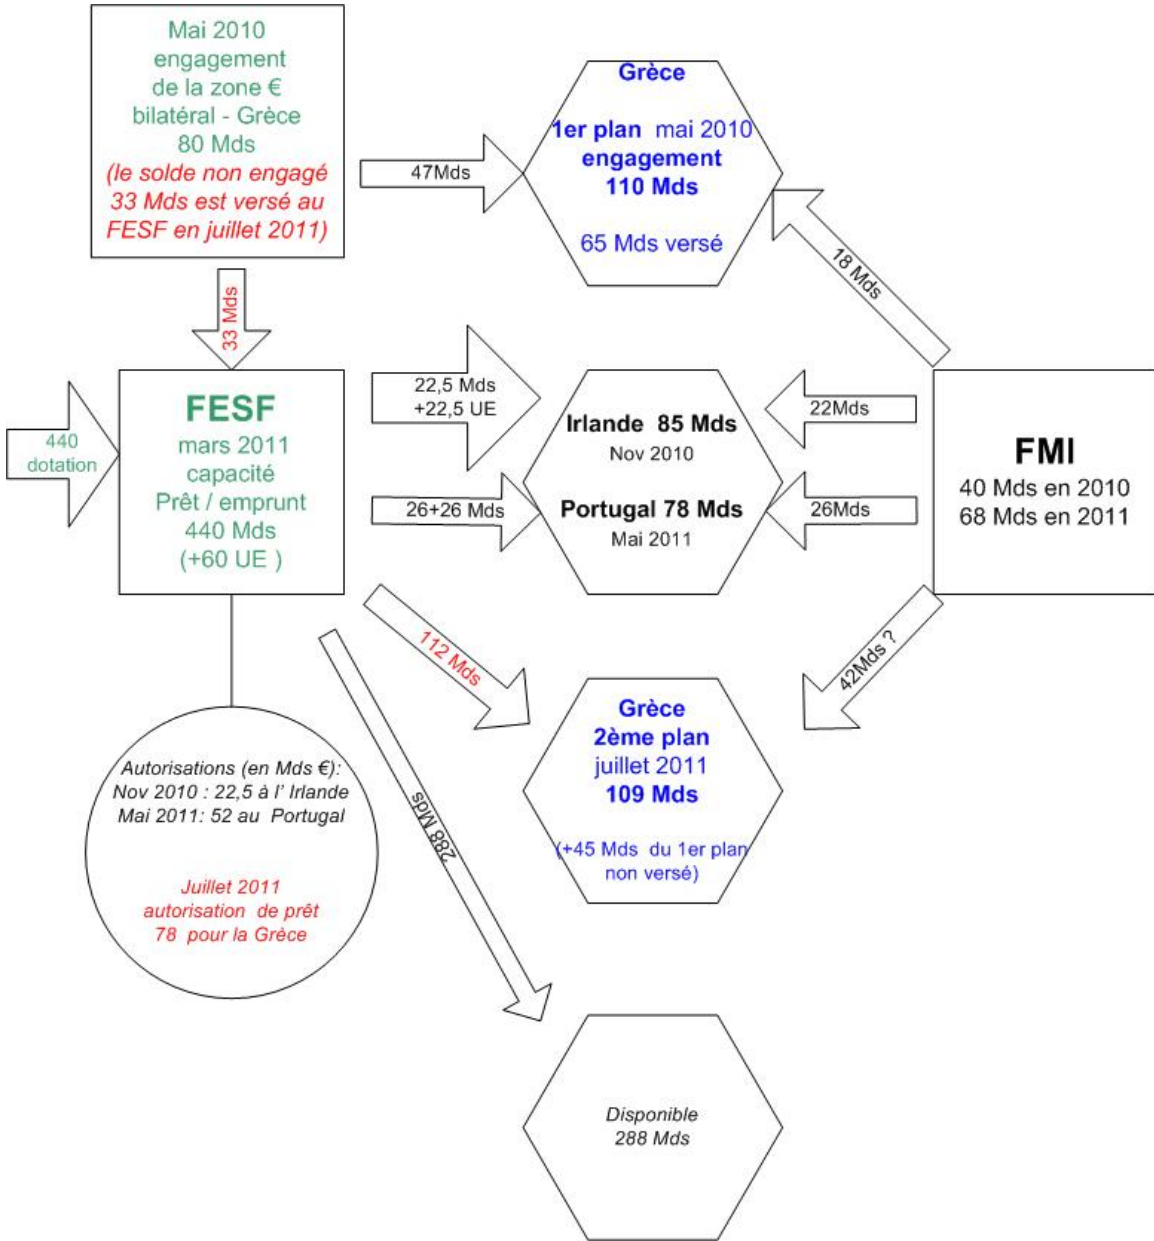 Mai 2010
engagement
de la zone €
bilatéral - Grèce
80 Mds
(le solde non engagé
33 Mds est versé au
FESF en juillet 2011)
47Mds
Grèce
1er plan mai 2010
engagement
110 Mds
65 Mds versé
18 Mds
33 Mds
440
dotation
FESF
mars 2011
capacité
Prêt / emprunt
440 Mds
(+60 UE )
22,5 Mds
+22,5 UE
26+26 Mds
Irlande 85 Mds
Nov 2010
Portugal 78 Mds
Mai 2011
22Mds
26Mds
FMI
40 Mds en 2010
68 Mds en 2011
112 Mds
42Mds ?
Grèce
2ème plan
juillet 2011
109 Mds
(+45 Mds du 1er plan
non versé)
288 Mds
Autorisations (en Mds €):
Nov 2010 : 22,5 à l' Irlande
Mai 2011: 52 au Portugal
Juillet 2011
autorisation de prêt
78 pour la Grèce
Disponible
288 Mds